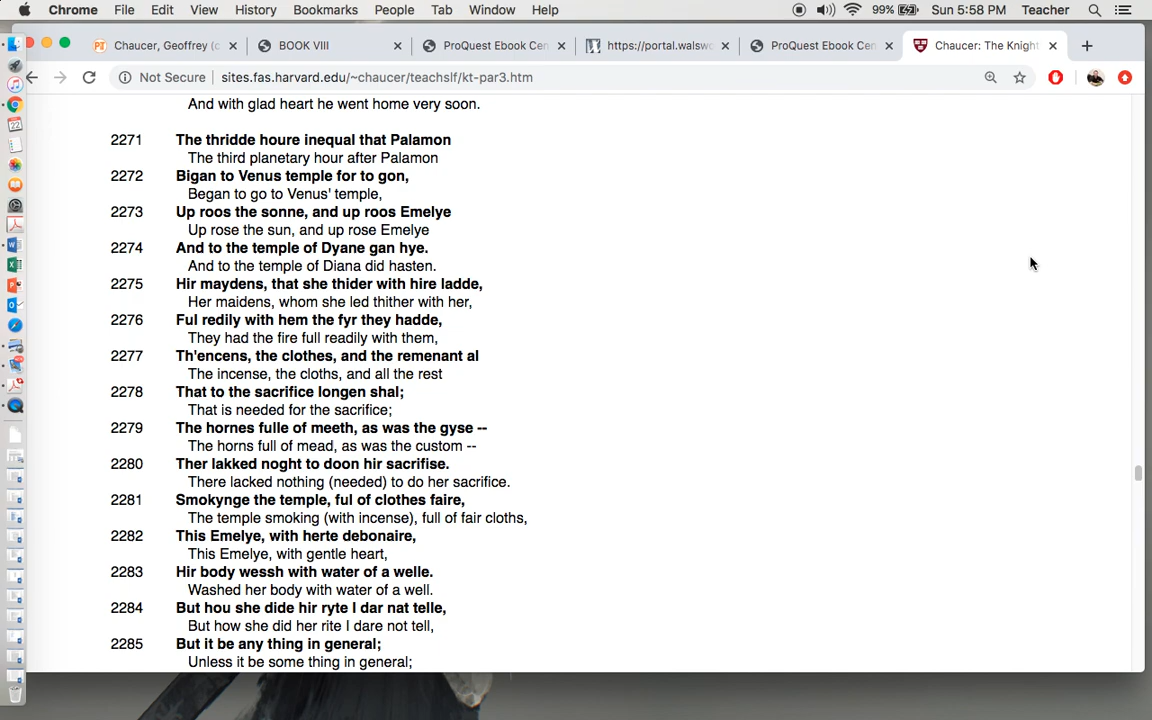 Chrome File Edit View History Bookmarks People Tab Window Help 99% Sun 5:58 PM Teacher
Chaucer, Geoffrey (c BOOK VIII ProQuest Ebook Cen https://portal.walswo ProQuest Ebook Cen Chaucer: The Knigh
Not Secure sites.fas.harvard.edu/~chaucer/teachslf/kt-par3.htm
And with glad heart he went home very soon.
2271 The thridde houre inequal that Palamon
The third planetary hour after Palamon
2272 Bigan to Venus temple for to gon,
Began to go to Venus' temple,
2273 Up roos the sonne, and up roos Emelye
Up rose the sun, and up rose Emelye
2274 And to the temple of Dyane gan hye.
And to the temple of Diana did hasten.
2275 Hir maydens, that she thider with hire ladde,
Her maidens, whom she led thither with her,
2276 Ful redily with hem the fyr they hadde,
They had the fire full readily with them,
2277 Th'encens, the clothes, and the remenant al
The incense, the cloths, and all the rest
2278 That to the sacrifice longen shal;
That is needed for the sacrifice;
2279 The hornes fulle of meeth, as was the gyse --
The horns full of mead, as was the custom --
2280 Ther lakked noght to doon hir sacrifise.
There lacked nothing (needed) to do her sacrifice.
2281 Smokynge the temple, ful of clothes faire,
The temple smoking (with incense), full of fair cloths,
2282 This Emelye, with herte debonaire,
This Emelye, with gentle heart,
2283 Hir body wessh with water of a welle.
Washed her body with water of a well.
2284 But hou she dide hir ryte I dar nat telle,
But how she did her rite I dare not tell,
2285 But it be any thing in general;
Unless it be some thing in general;